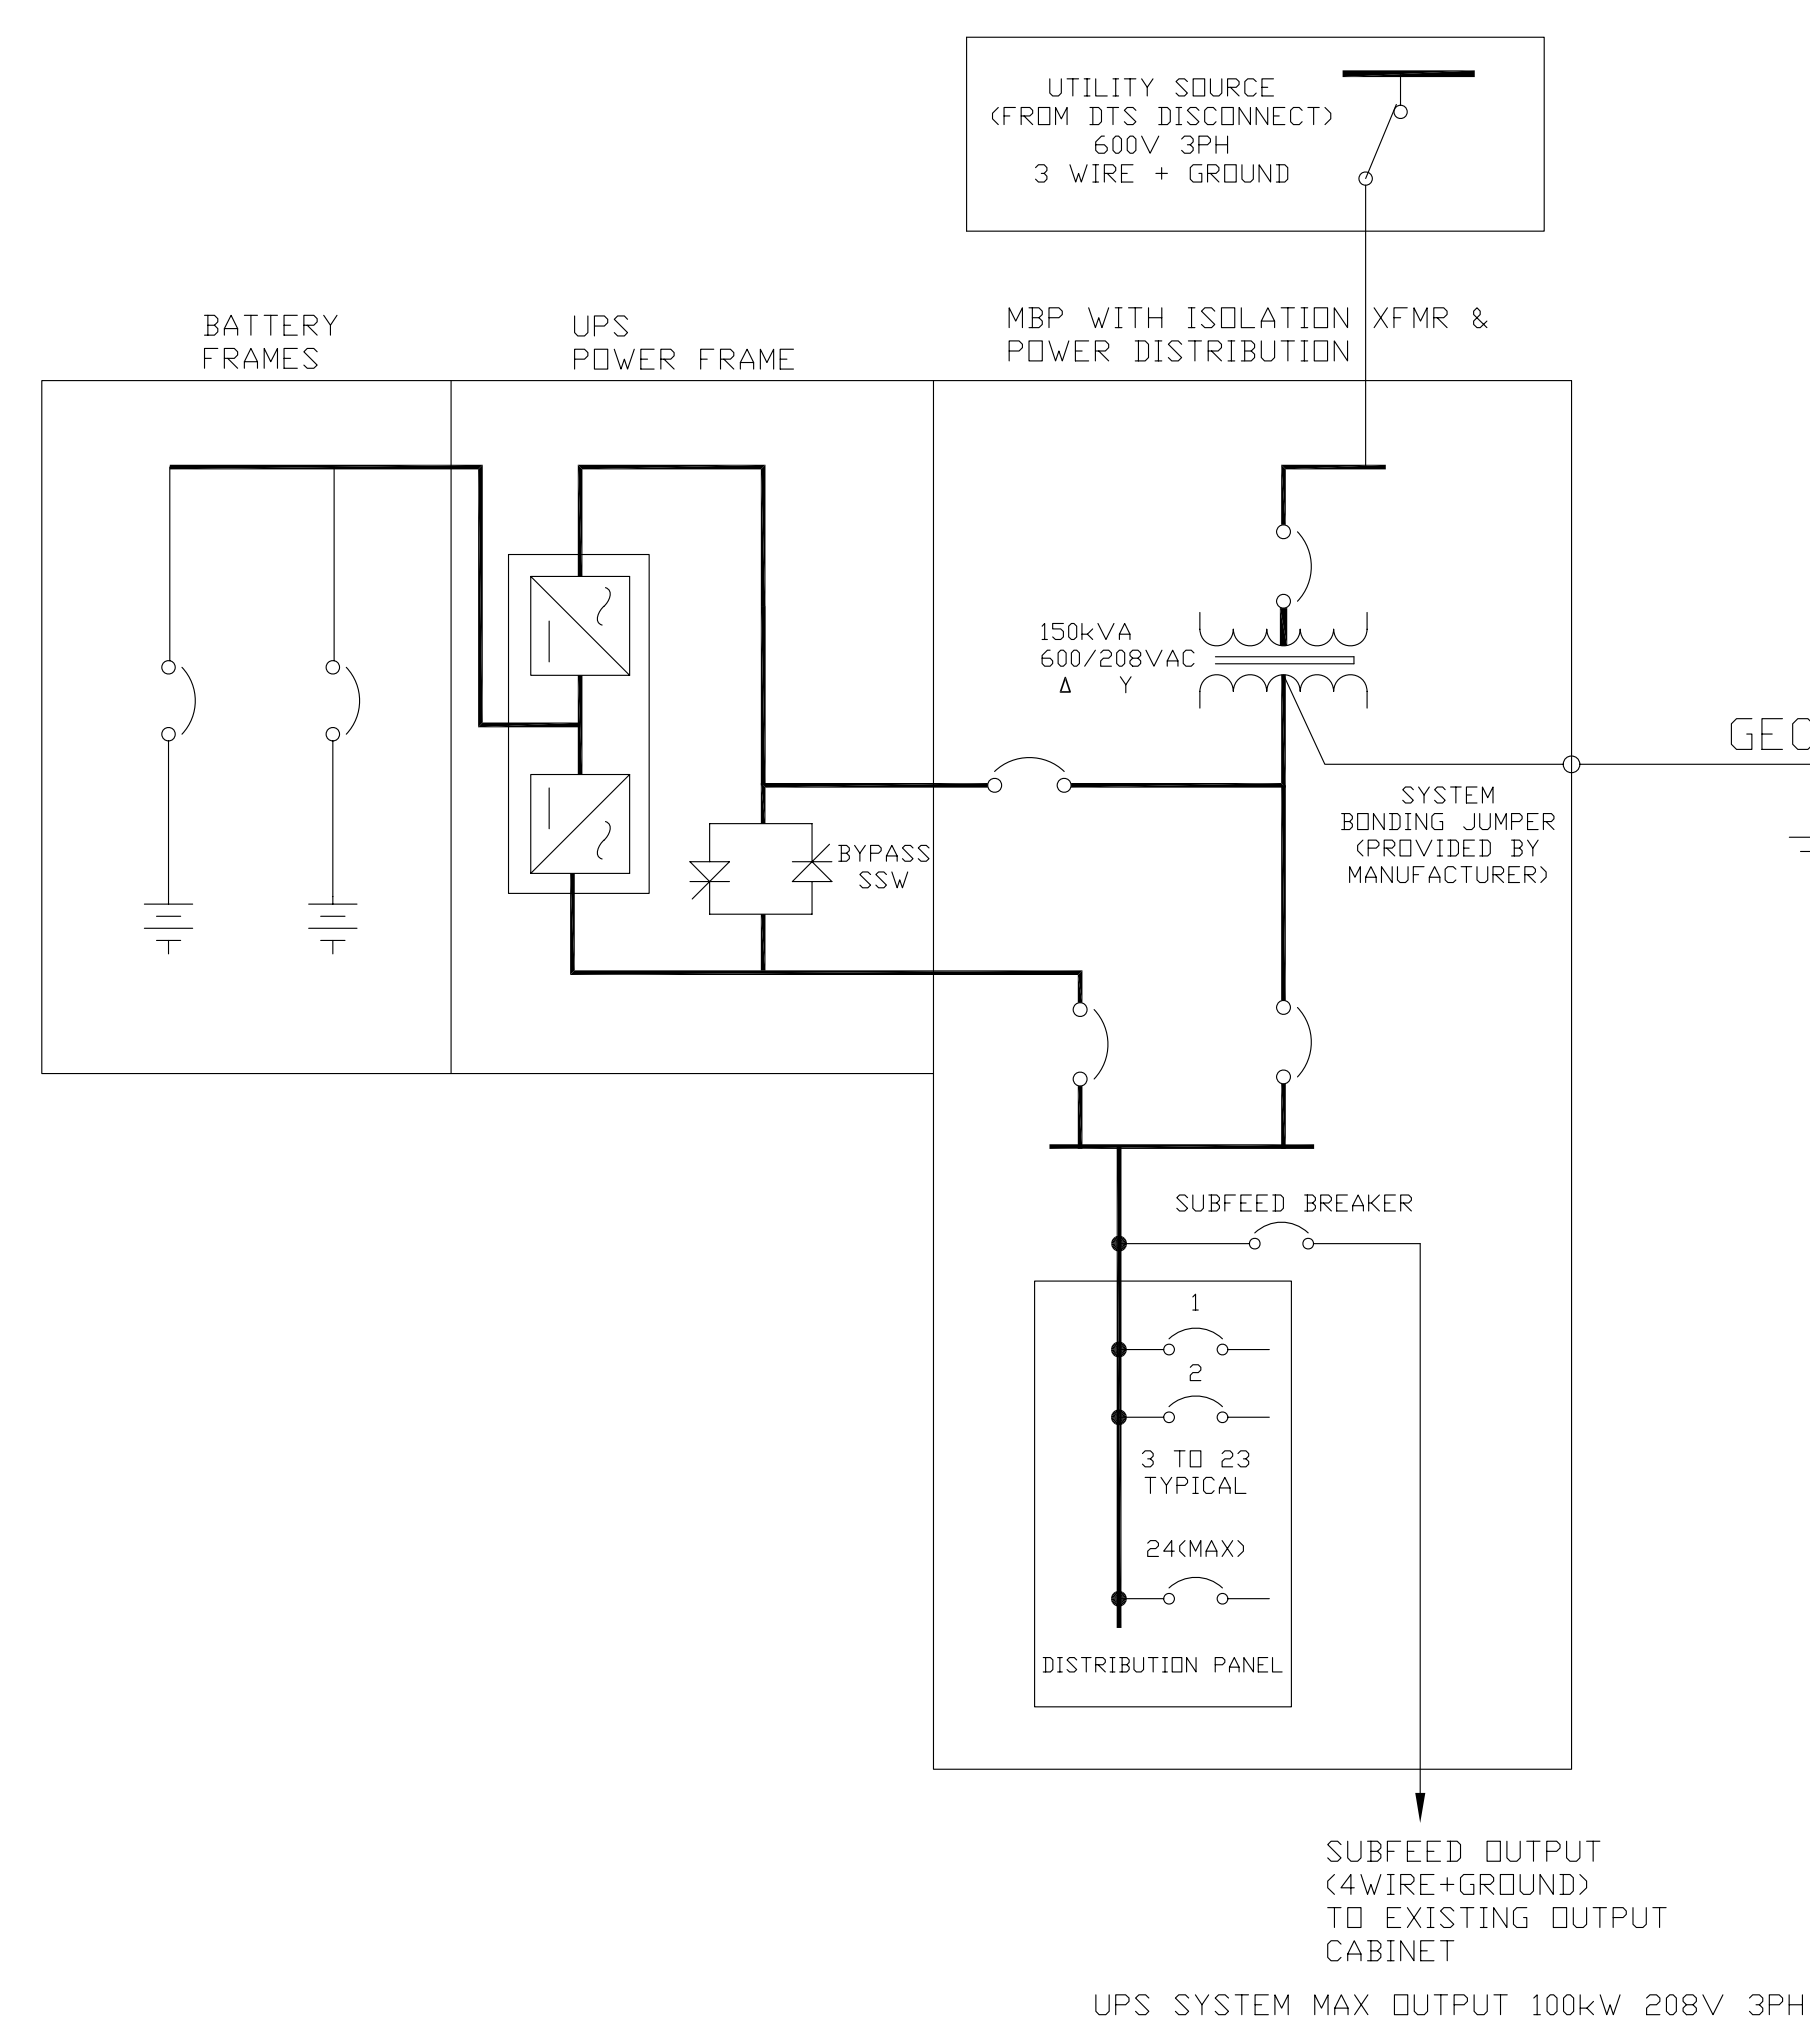 UTILITY SOURCE
(FROM DTS DISCONNECT)
600V 3PH
3 WIRE + GROUND
BATTERY
FRAMES
UPS
POWER FRAME
MBP WITH ISOLATION XFMR &
POWER DISTRIBUTION
150kVA
600/208VAC
Δ Y
GEC
SYSTEM
BONDING JUMPER
(PROVIDED BY
MANUFACTURER)
BYPASS
SSW
SUBFEED BREAKER
1
2
3 TO 23
TYPICAL
24(MAX)
DISTRIBUTION PANEL
SUBFEED OUTPUT
(4WIRE+GROUND)
TO EXISTING OUTPUT
CABINET
UPS SYSTEM MAX OUTPUT 100kW 208V 3PH